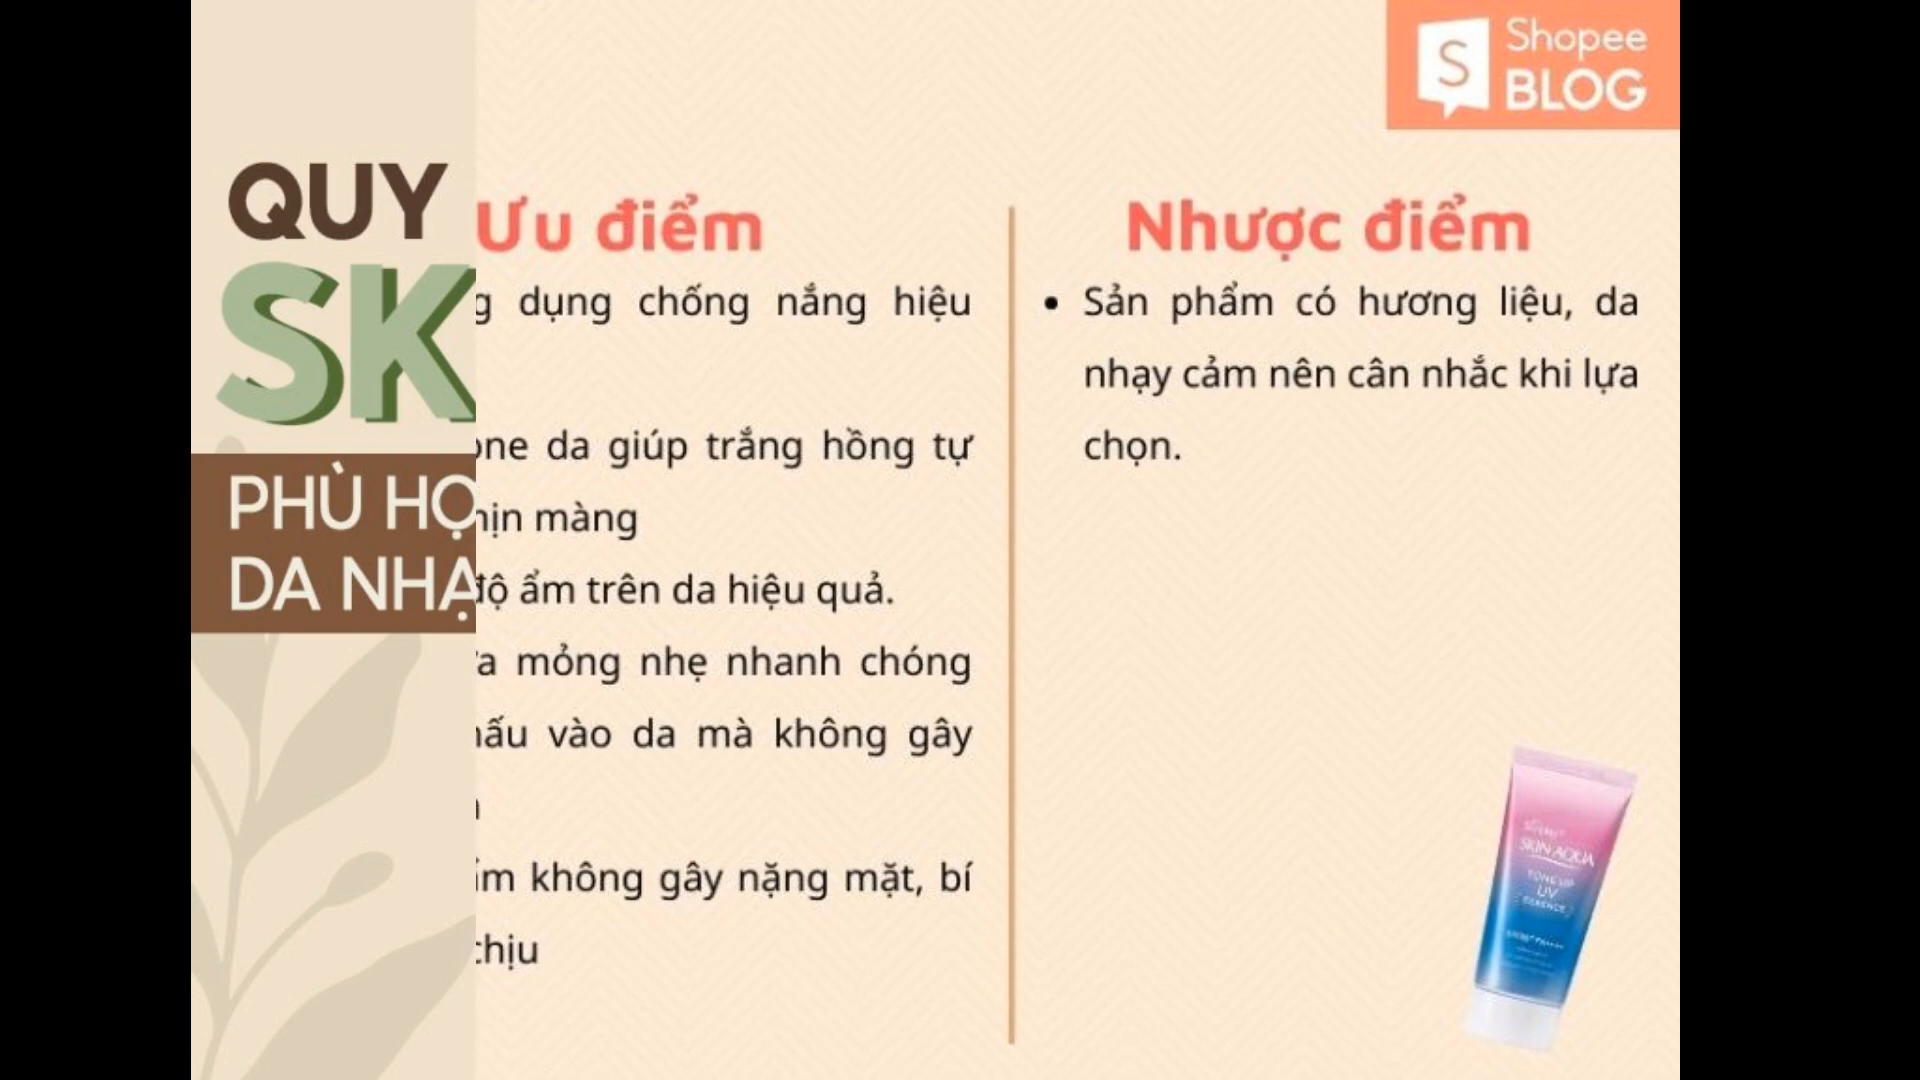 Shopee
BLOG
QUY
SK
PHÙ HỢ
DA NHẠ
Ưu điểm
g dụng chống nắng hiệu
one da giúp trắng hồng tự
hịn màng
độ ẩm trên da hiệu quả.
mỏng nhẹ nhanh chóng
hấu vào da mà không gây
không gây nặng mặt, bí
chịu
Nhược điểm
Sản phẩm có hương liệu, da
nhạy cảm nên cân nhắc khi lựa
chọn.
SKIN AQUA
TONE UP
UV
ESSENCE